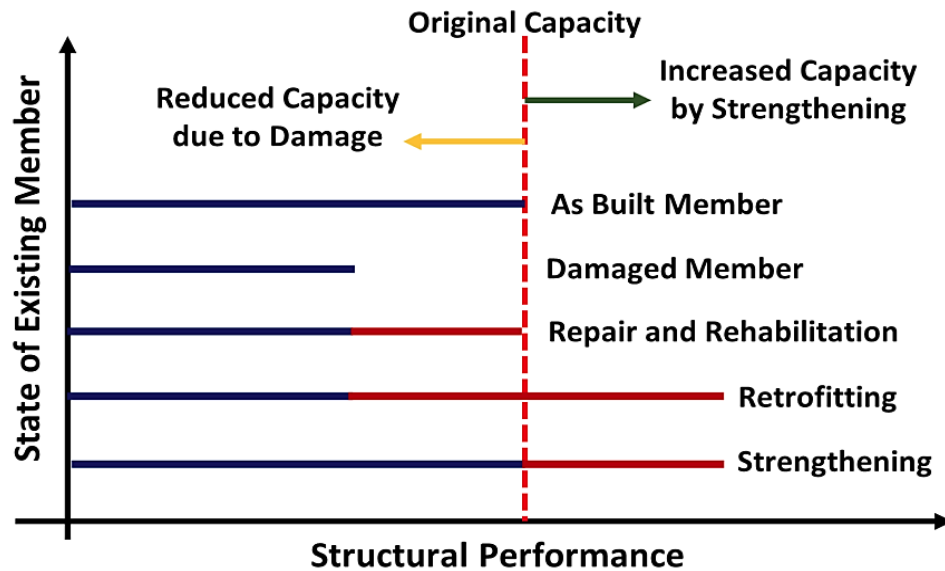 Original Capacity
Increased Capacity
by Strengthening
Reduced Capacity
due to Damage
As Built Member
Damaged Member
Repair and Rehabilitation
Retrofitting
Strengthening
State of Existing Member
Structural Performance